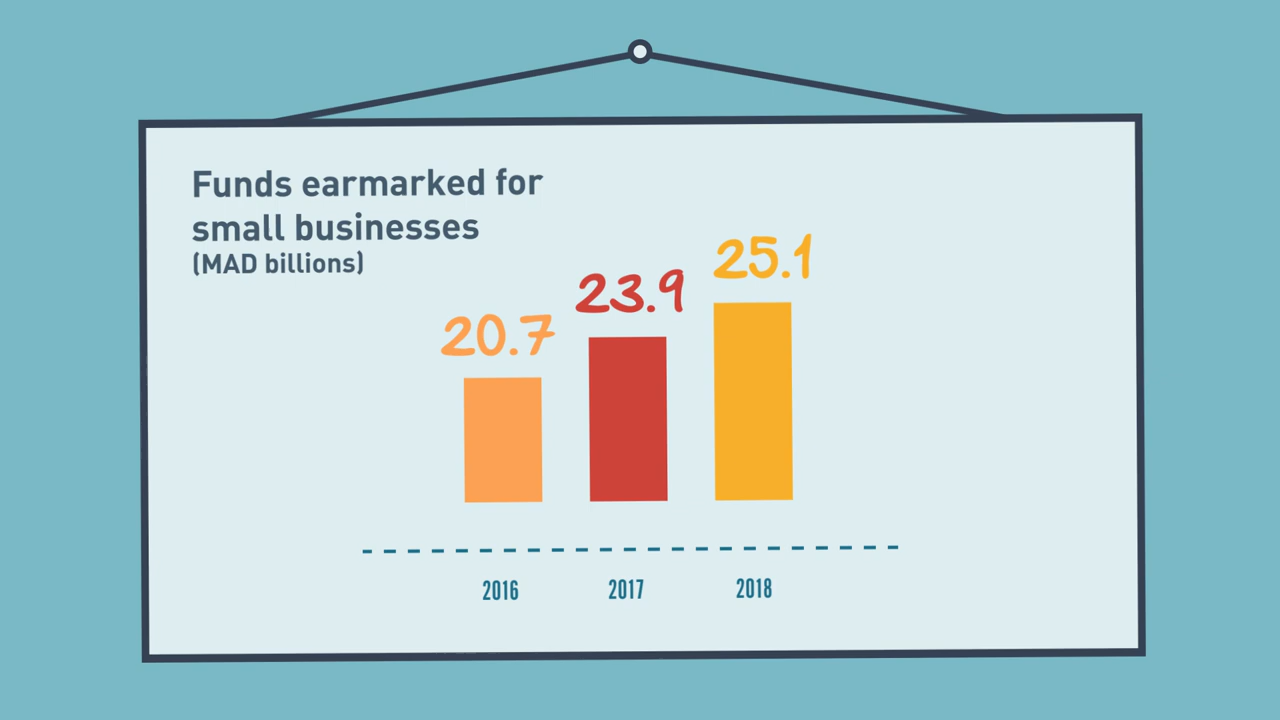 Funds earmarked for
small businesses
(MAD billions)
20.7
23.9
25.1
2016
2017
2018